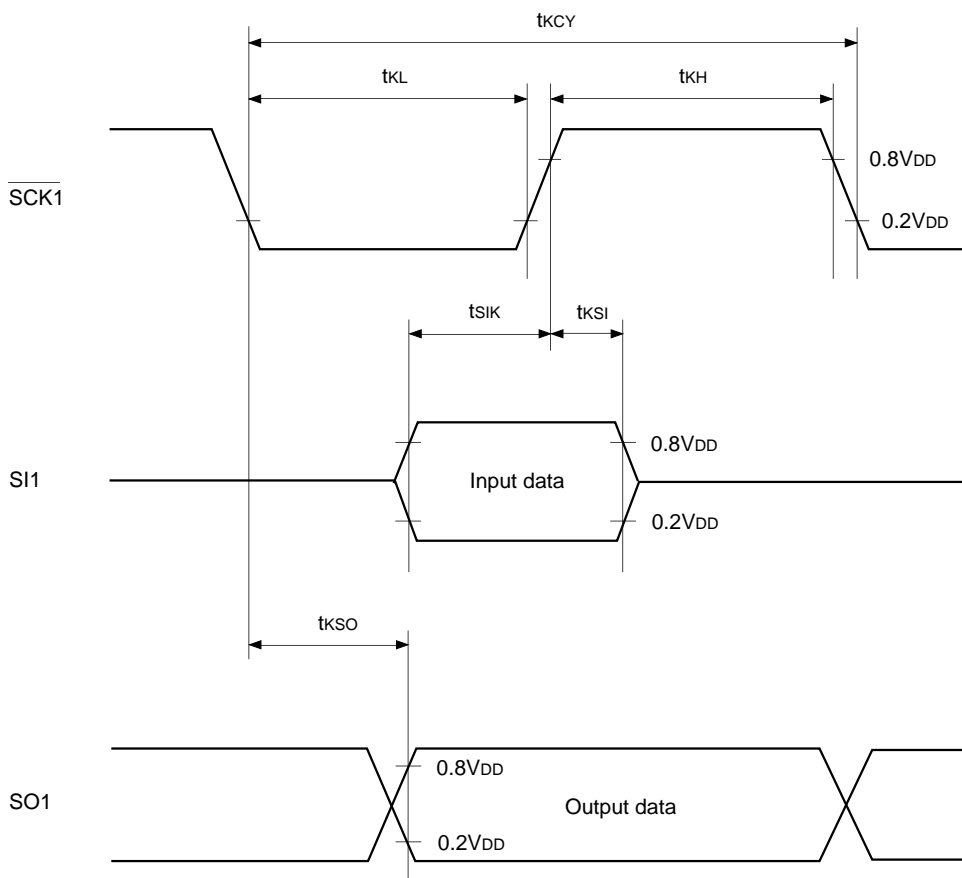 tKCY
tKL
tKH
0.8VDD
SCK1
0.2VDD
tSIK
tKSI
0.8VDD
SI1
Input data
0.2VDD
tKSO
0.8VDD
SO1
Output data
0.2VDD